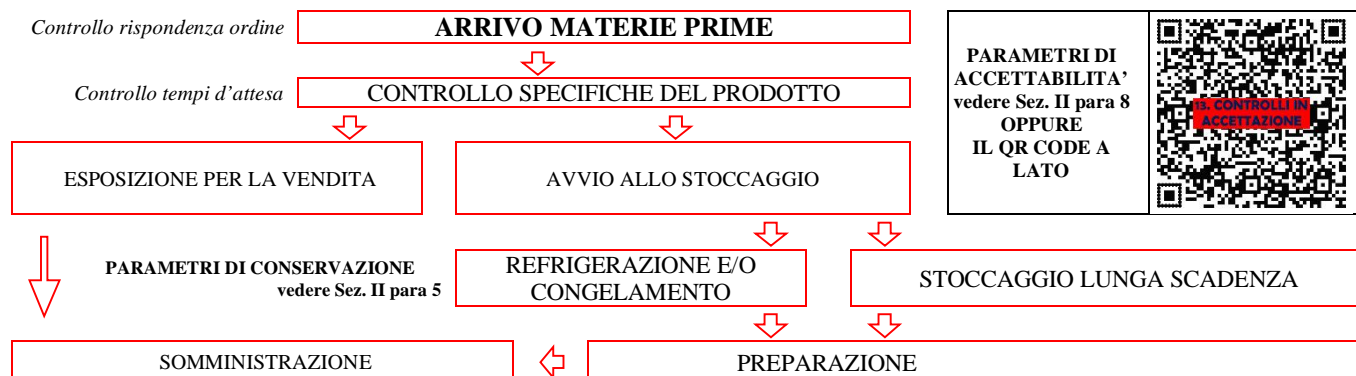 Controllo rispondenza ordine
ARRIVO MATERIE PRIME
Controllo tempi d'attesa
CONTROLLO SPECIFICHE DEL PRODOTTO
PARAMETRI DI
ACCETTABILITA'
vedere Sez. II para 8
OPPURE
IL QR CODE A
LATO
13. CONTROLLI IN
ACCETTAZIONE
ESPOSIZIONE PER LA VENDITA
AVVIO ALLO STOCCAGGIO
PARAMETRI DI CONSERVAZIONE
vedere Sez. II para 5
REFRIGERAZIONE E/O
CONGELAMENTO
STOCCAGGIO LUNGA SCADENZA
SOMMINISTRAZIONE
PREPARAZIONE